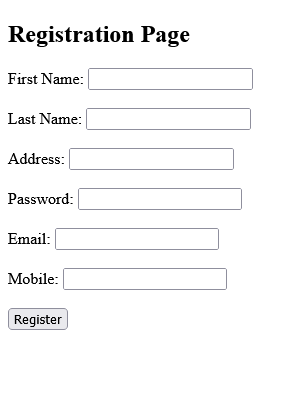 Registration Page
First Name:
Last Name:
Address:
Password:
Email:
Mobile:
Register